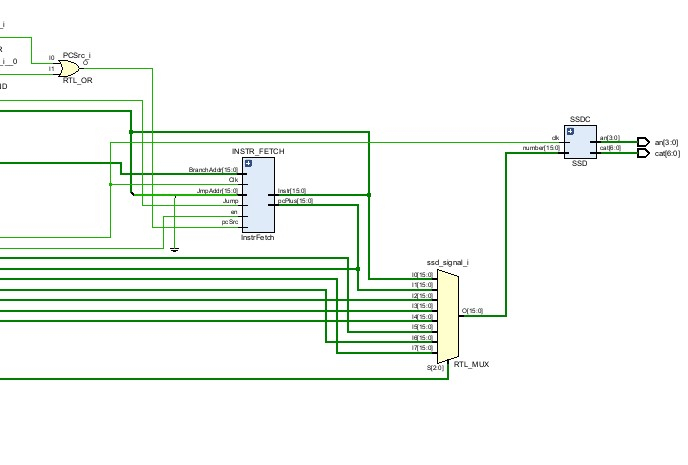 _i
R
_i__0
ND
I0
I1
PCSrc_i
O
RTL_OR
INSTR_FETCH
BranchAddr[15:0]
Clk
JmpAddr[15:0]
Jump
en
pcSrc
Instr[15:0]
pcPlus[15:0]
InstrFetch
SSDC
clk
number[15:0]
an[3:0]
cat[6:0]
SSD
an[3:0]
cat[6:0]
ssd_signal_i
I0[15:0]
I1[15:0]
I2[15:0]
I3[15:0]
I4[15:0]
I5[15:0]
I6[15:0]
I7[15:0]
S[2:0]
O[15:0]
RTL_MUX